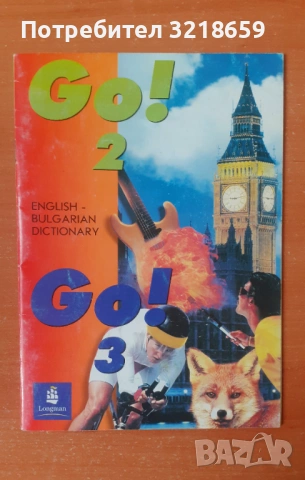 Потребител 3218659
Go!
2
ENGLISH -
BULGARIAN
DICTIONARY
Go!
3
Longman
BAZAR